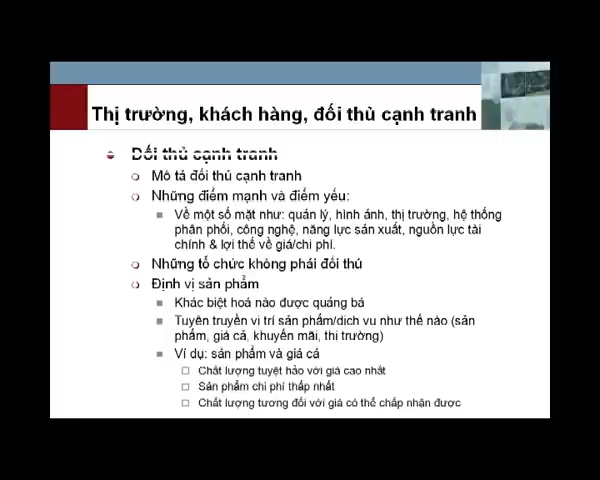 Thị trường, khách hàng, đối thủ cạnh tranh
Đối thủ cạnh tranh
Mô tả đối thủ cạnh tranh
Những điểm mạnh và điểm yếu:
Về một số mặt như: quản lý, hình ảnh, thị trường, hệ thống
phân phối, công nghệ, năng lực sản xuất, nguồn lực tài
chính & lợi thế về giá/chi phí.
Những tổ chức không phải đối thủ
Định vị sản phẩm
Khác biệt hoá nào được quảng bá
Tuyên truyền vị trí sản phẩm/dịch vụ như thế nào (sản
phẩm, giá cả, khuyến mãi, thị trường)
Ví dụ: sản phẩm và giá cả
Chất lượng tuyệt hảo với giá cao nhất
Sản phẩm chi phí thấp nhất
Chất lượng tương đối với giá có thể chấp nhận được